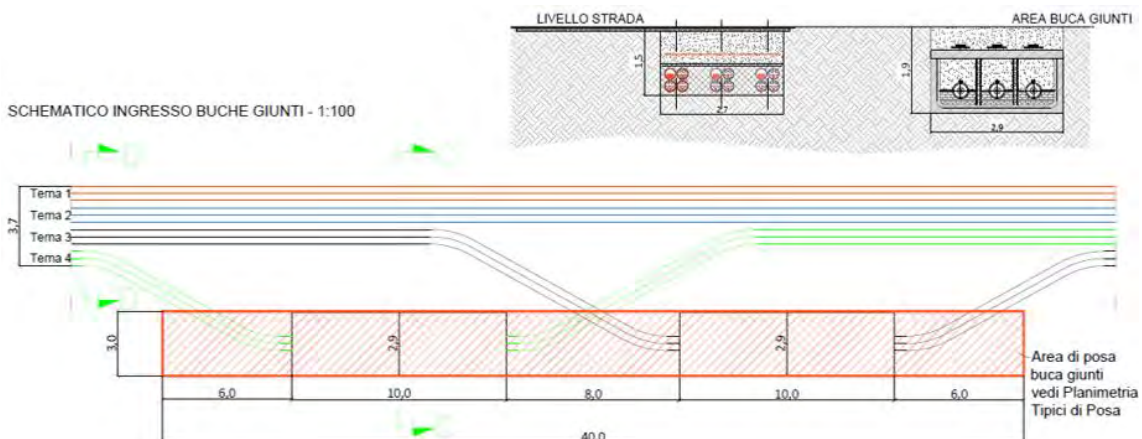 LIVELLO STRADA
AREA BUCA GIUNTI
1,5
1,9
2,7
2,9
SCHEMATICO INGRESSO BUCHE GIUNTI - 1:100
3,7
Terna 1
Terna 2
Terna 3
Terna 4
3,0
2,9
2,9
6,0
10,0
8,0
10,0
6,0
Area di posa
buca giunti
vedi Planimetria
Tipici di Posa
40,0